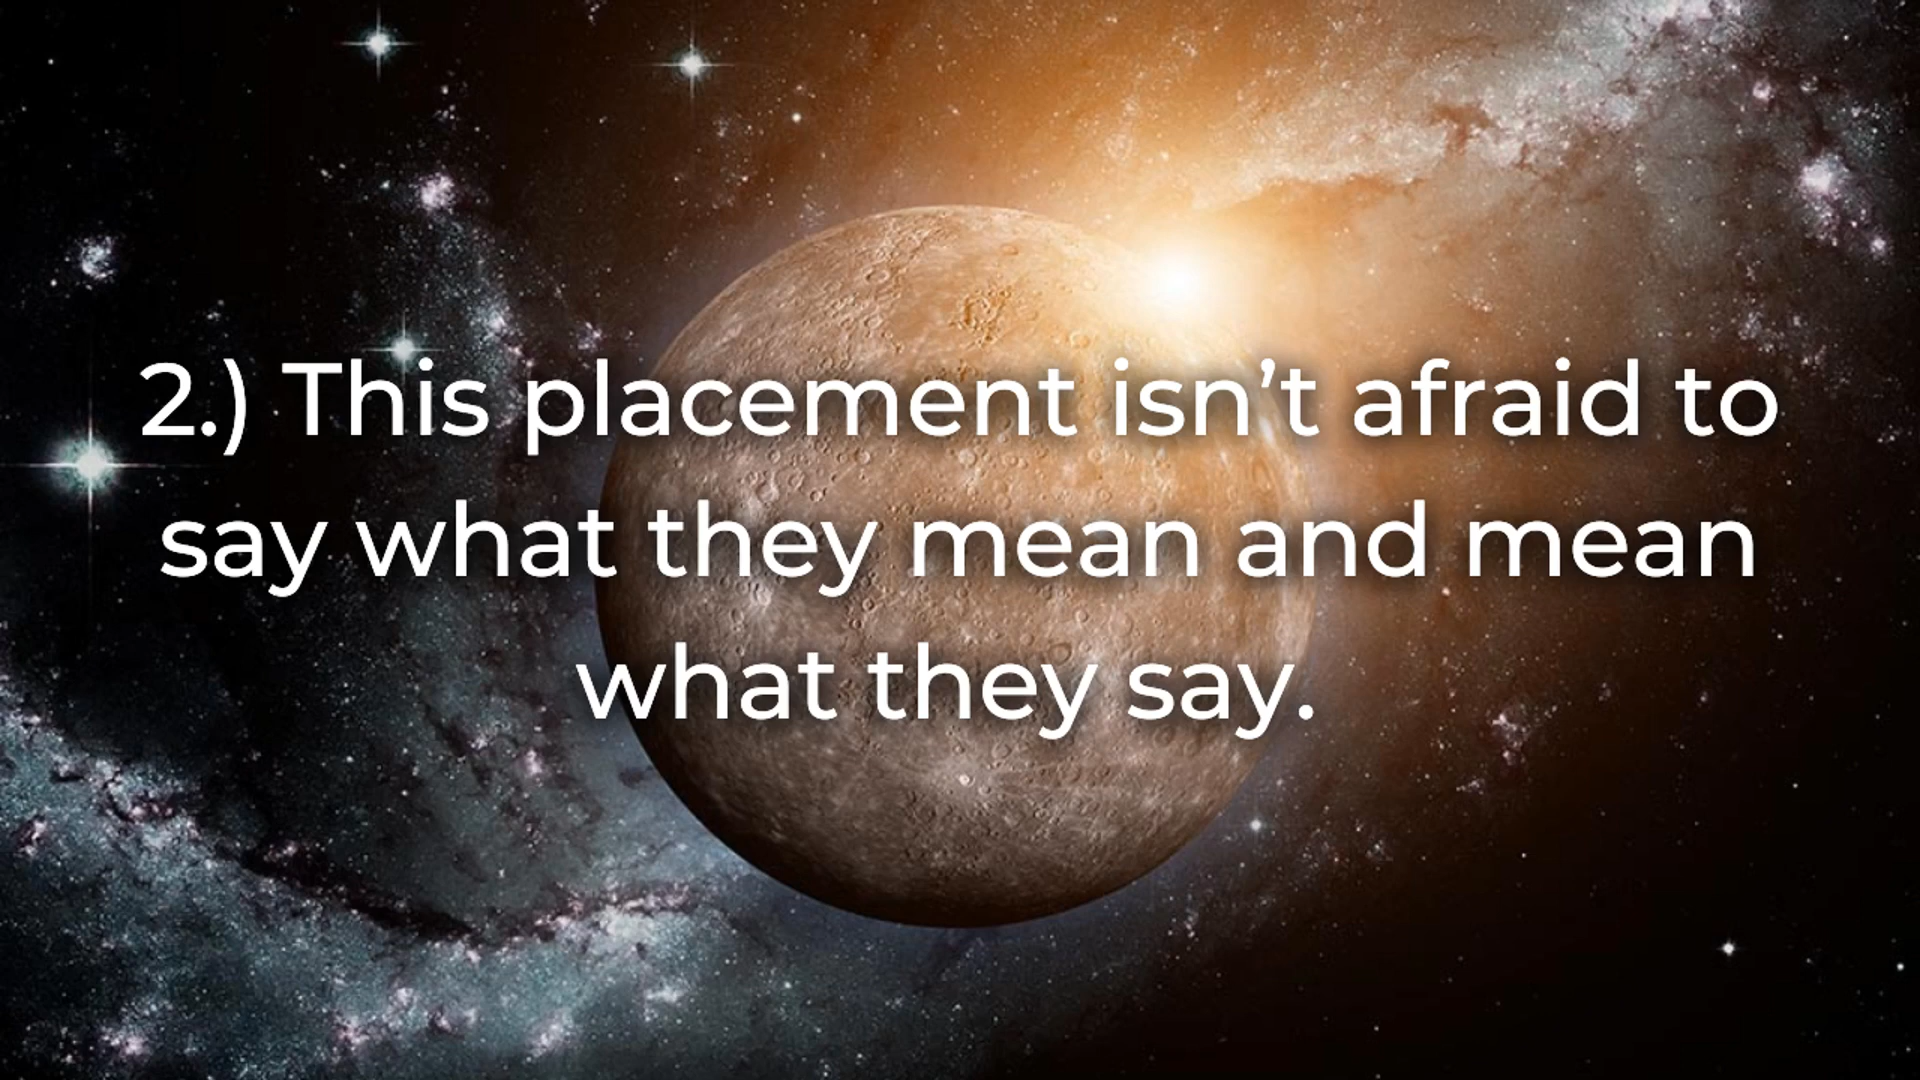 2.) This placement isn’t afraid to
say what they mean and mean
what they say.